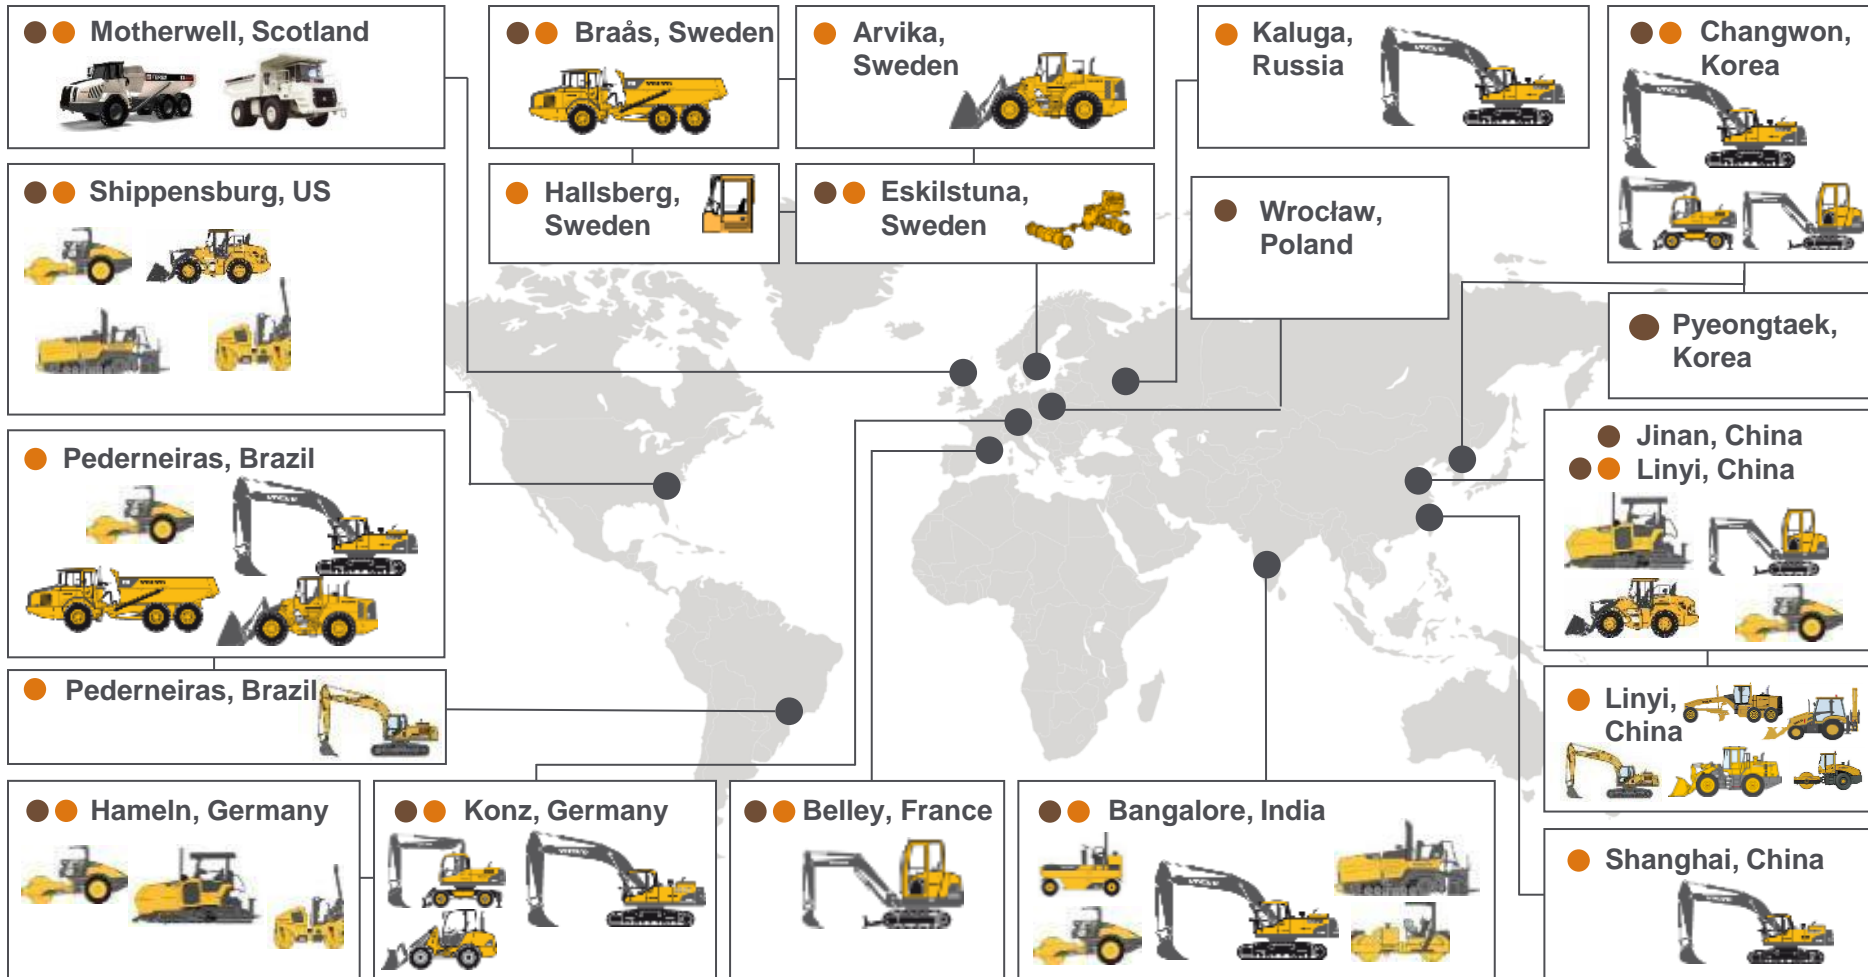 Motherwell, Scotland
Braås, Sweden
Arvika,
Sweden
Kaluga,
Russia
Changwon,
Korea
Shippensburg, US
Hallsberg,
Sweden
Eskilstuna,
Sweden
Wrocław,
Poland
Pyeongtaek,
Korea
Pederneiras, Brazil
Jinan, China
Linyi, China
Pederneiras, Brazil
Linyi,
China
Hameln, Germany
Konz, Germany
Belley, France
Bangalore, India
Shanghai, China